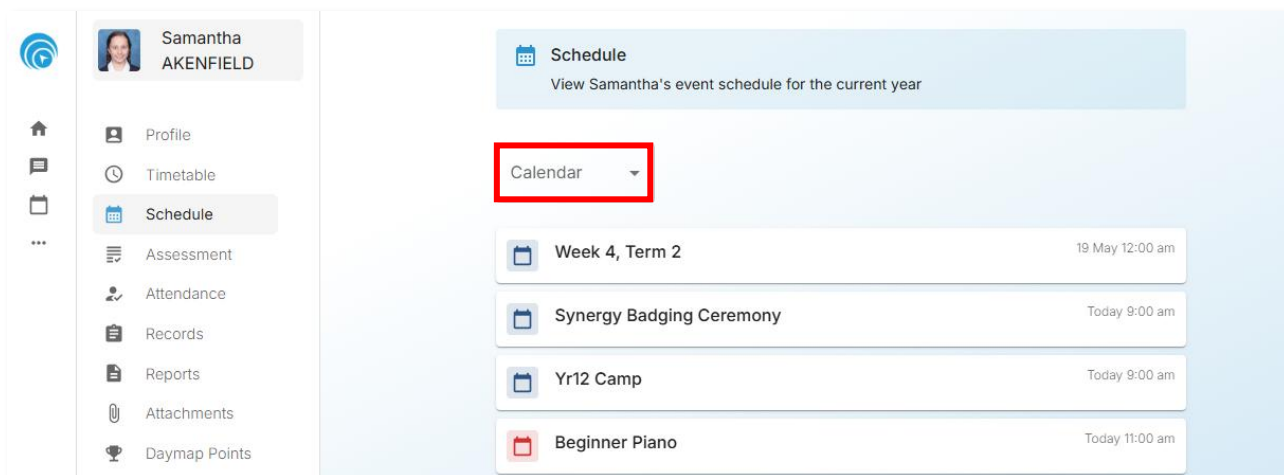 Samantha
AKENFIELD
Profile
Timetable
Schedule
Assessment
Attendance
Records
Reports
Attachments
Daymap Points
Schedule
View Samantha's event schedule for the current year
Calendar
Week 4, Term 2 19 May 12:00 am
Synergy Badging Ceremony Today 9:00 am
Yr12 Camp Today 9:00 am
Beginner Piano Today 11:00 am